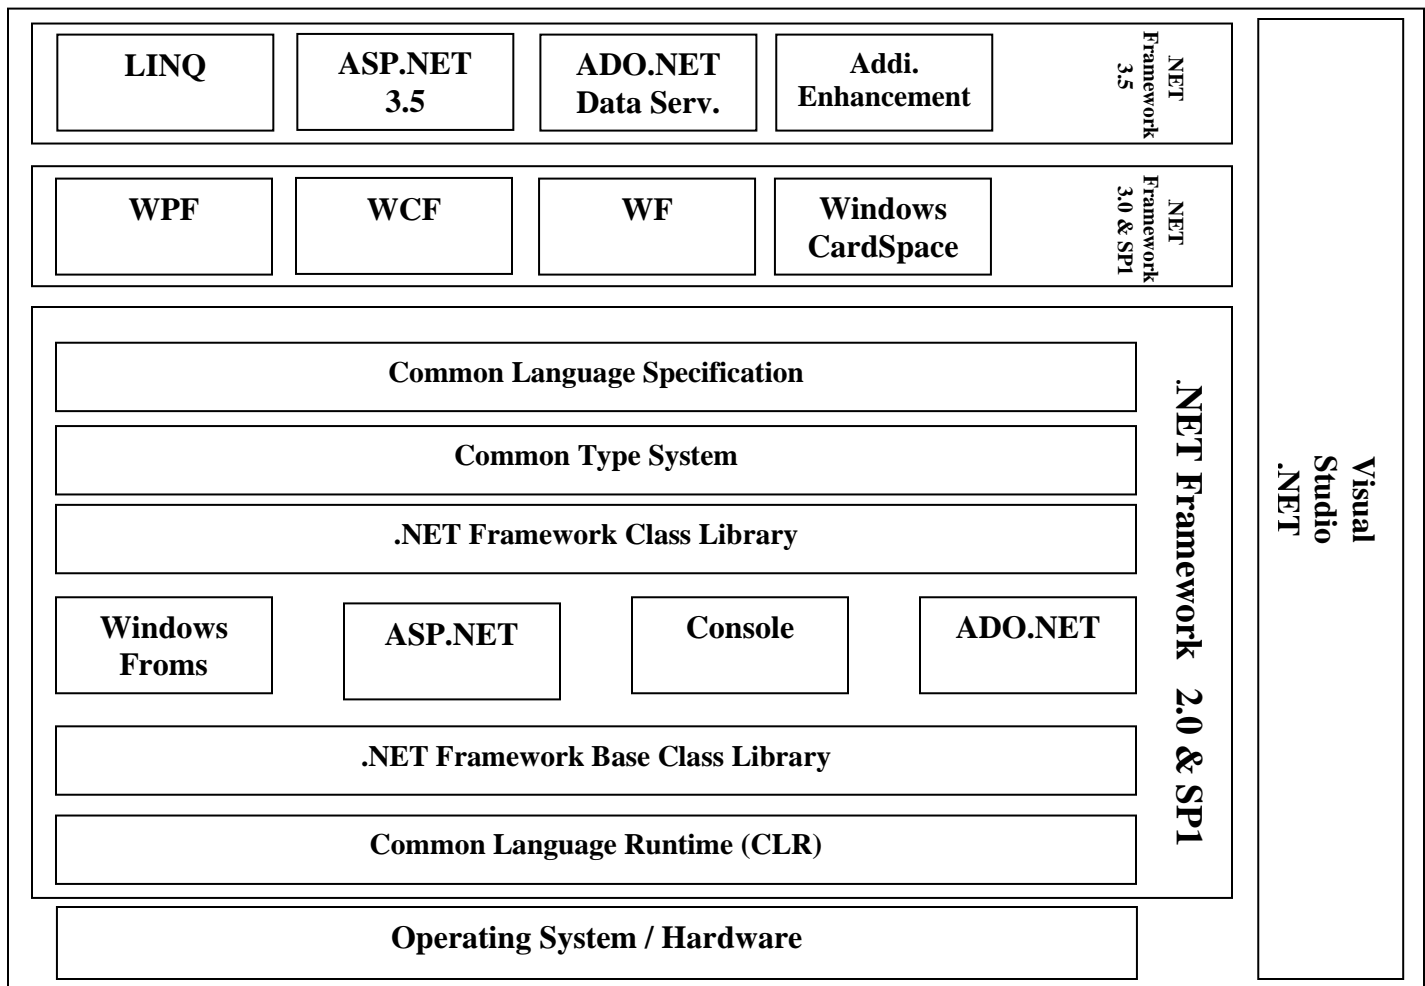 LINQ
ASP.NET
3.5
ADO.NET
Data Serv.
Addi.
Enhancement
.NET
Framework
3.5
WPF
WCF
WF
Windows
CardSpace
.NET
Framework
3.0 & SP1
Common Language Specification
Common Type System
.NET Framework Class Library
Windows
Froms
ASP.NET
Console
ADO.NET
.NET Framework Base Class Library
Common Language Runtime (CLR)
.NET Framework 2.0 & SP1
Operating System / Hardware
Visual
Studio
.NET